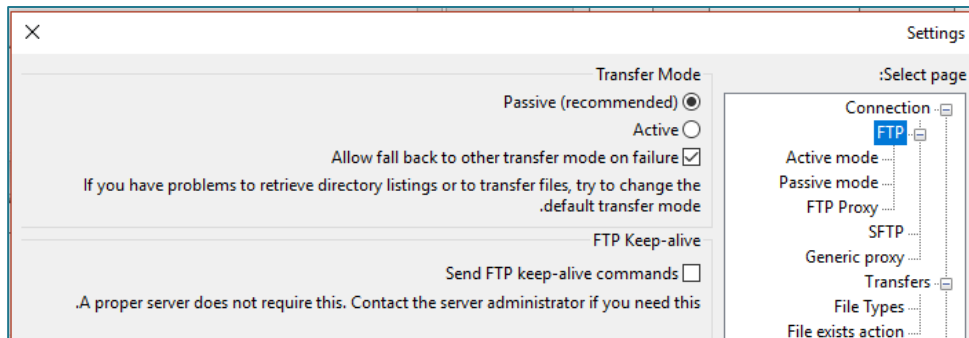 Settings
:Select page
Connection
FTP
Active mode
Passive mode
FTP Proxy
SFTP
Generic proxy
Transfers
File Types
File exists action
Transfer Mode
Passive (recommended)
Active
Allow fall back to other transfer mode on failure
If you have problems to retrieve directory listings or to transfer files, try to change the
.default transfer mode
FTP Keep-alive
Send FTP keep-alive commands
.A proper server does not require this. Contact the server administrator if you need this